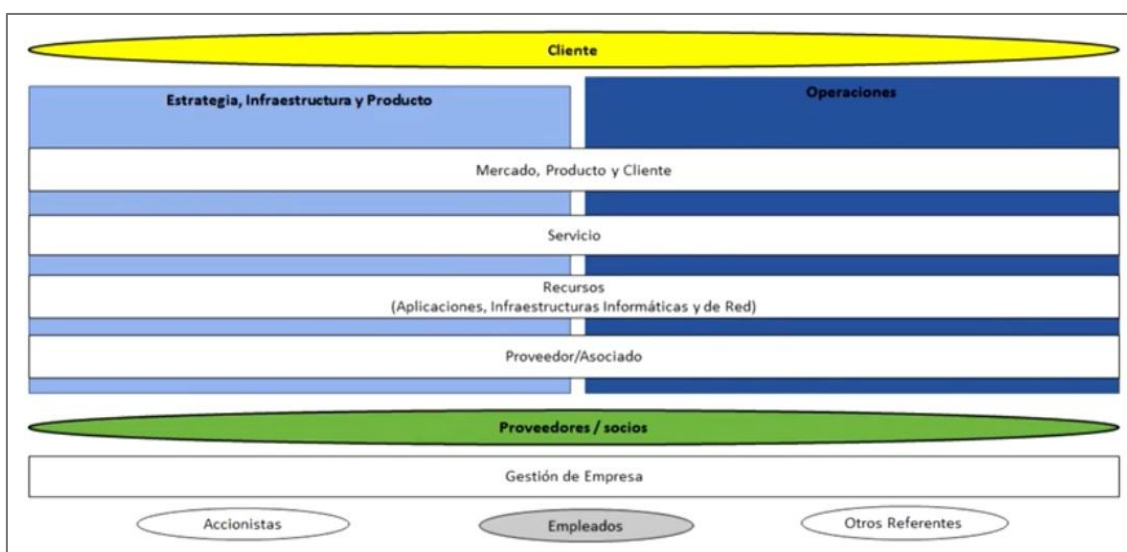 Cliente
Estrategia, Infraestructura y Producto
Operaciones
Mercado, Producto y Cliente
Servicio
Recursos
(Aplicaciones, Infraestructuras Informáticas y de Red)
Proveedor/Asociado
Proveedores / socios
Gestión de Empresa
Accionistas
Empleados
Otros Referentes